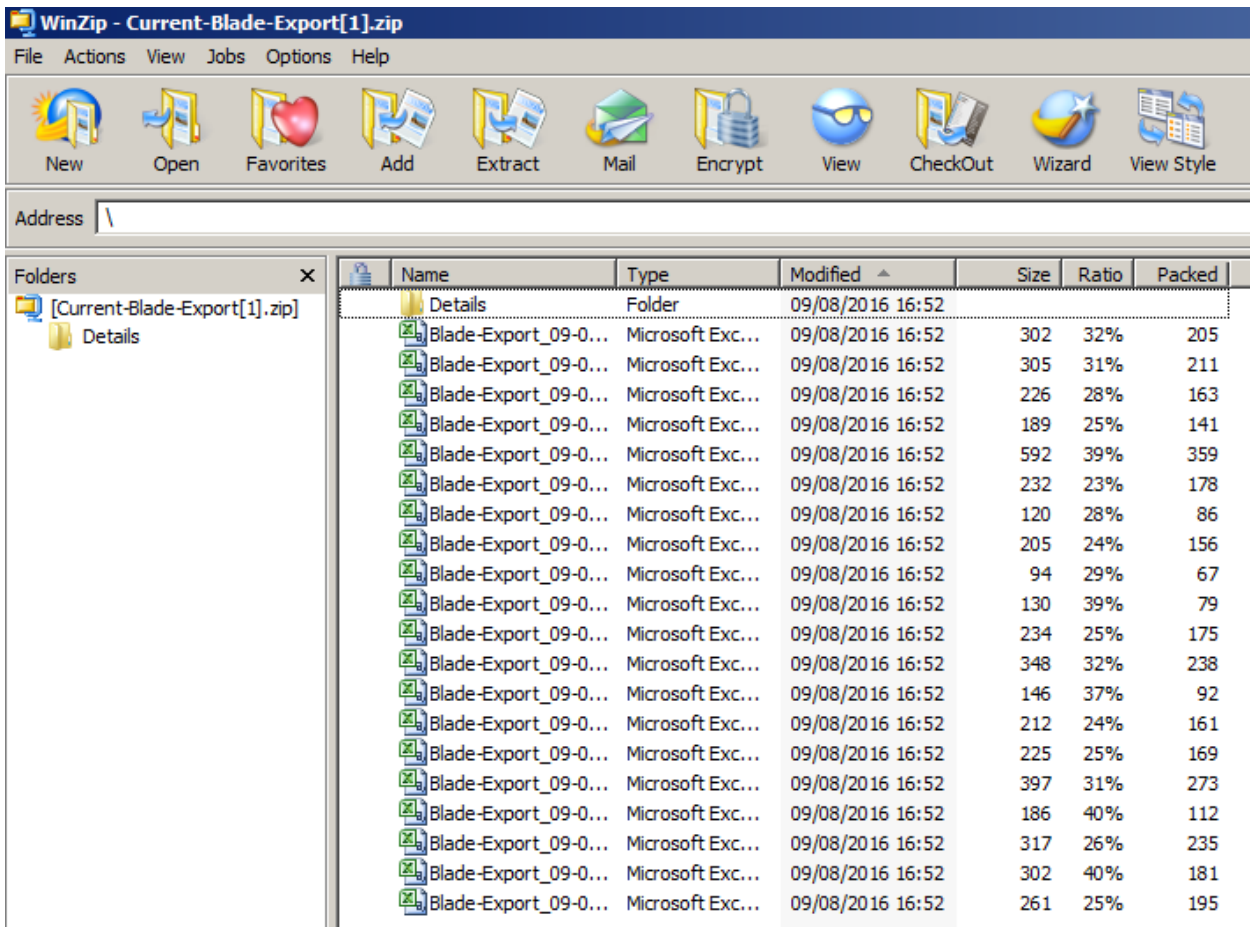 WinZip - Current-Blade-Export[1].zip
File Actions View Jobs Options Help
New Open Favorites Add Extract Mail Encrypt View CheckOut Wizard View Style
Address \
Folders x Name Type Modified Size Ratio Packed
[Current-Blade-Export[1].zip] Details Folder 09/08/2016 16:52
Details Blade-Export_09-0... Microsoft Exc... 09/08/2016 16:52 302 32% 205
Blade-Export_09-0... Microsoft Exc... 09/08/2016 16:52 305 31% 211
Blade-Export_09-0... Microsoft Exc... 09/08/2016 16:52 226 28% 163
Blade-Export_09-0... Microsoft Exc... 09/08/2016 16:52 189 25% 141
Blade-Export_09-0... Microsoft Exc... 09/08/2016 16:52 592 39% 359
Blade-Export_09-0... Microsoft Exc... 09/08/2016 16:52 232 23% 178
Blade-Export_09-0... Microsoft Exc... 09/08/2016 16:52 120 28% 86
Blade-Export_09-0... Microsoft Exc... 09/08/2016 16:52 205 24% 156
Blade-Export_09-0... Microsoft Exc... 09/08/2016 16:52 94 29% 67
Blade-Export_09-0... Microsoft Exc... 09/08/2016 16:52 130 39% 79
Blade-Export_09-0... Microsoft Exc... 09/08/2016 16:52 234 25% 175
Blade-Export_09-0... Microsoft Exc... 09/08/2016 16:52 348 32% 238
Blade-Export_09-0... Microsoft Exc... 09/08/2016 16:52 146 37% 92
Blade-Export_09-0... Microsoft Exc... 09/08/2016 16:52 212 24% 161
Blade-Export_09-0... Microsoft Exc... 09/08/2016 16:52 225 25% 169
Blade-Export_09-0... Microsoft Exc... 09/08/2016 16:52 397 31% 273
Blade-Export_09-0... Microsoft Exc... 09/08/2016 16:52 186 40% 112
Blade-Export_09-0... Microsoft Exc... 09/08/2016 16:52 317 26% 235
Blade-Export_09-0... Microsoft Exc... 09/08/2016 16:52 302 40% 181
Blade-Export_09-0... Microsoft Exc... 09/08/2016 16:52 261 25% 195